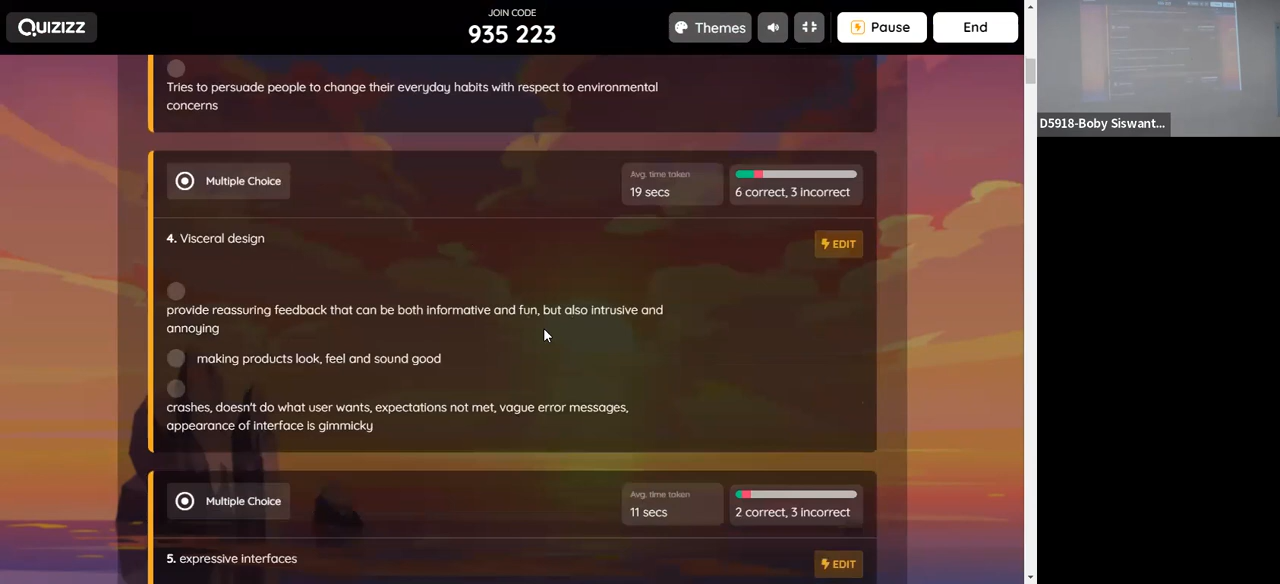 QUIZIZZ
JOIN CODE
935 223
Themes
Pause
End
D5918-Boby Siswant...
Tries to persuade people to change their everyday habits with respect to environmental
concerns
Multiple Choice
Avg. time taken
19 secs
6 correct, 3 incorrect
4. Visceral design
EDIT
provide reassuring feedback that can be both informative and fun, but also intrusive and
annoying
making products look, feel and sound good
crashes, doesn't do what user wants, expectations not met, vague error messages,
appearance of interface is gimmicky
Multiple Choice
Avg. time taken
11 secs
2 correct, 3 incorrect
5. expressive interfaces
EDIT